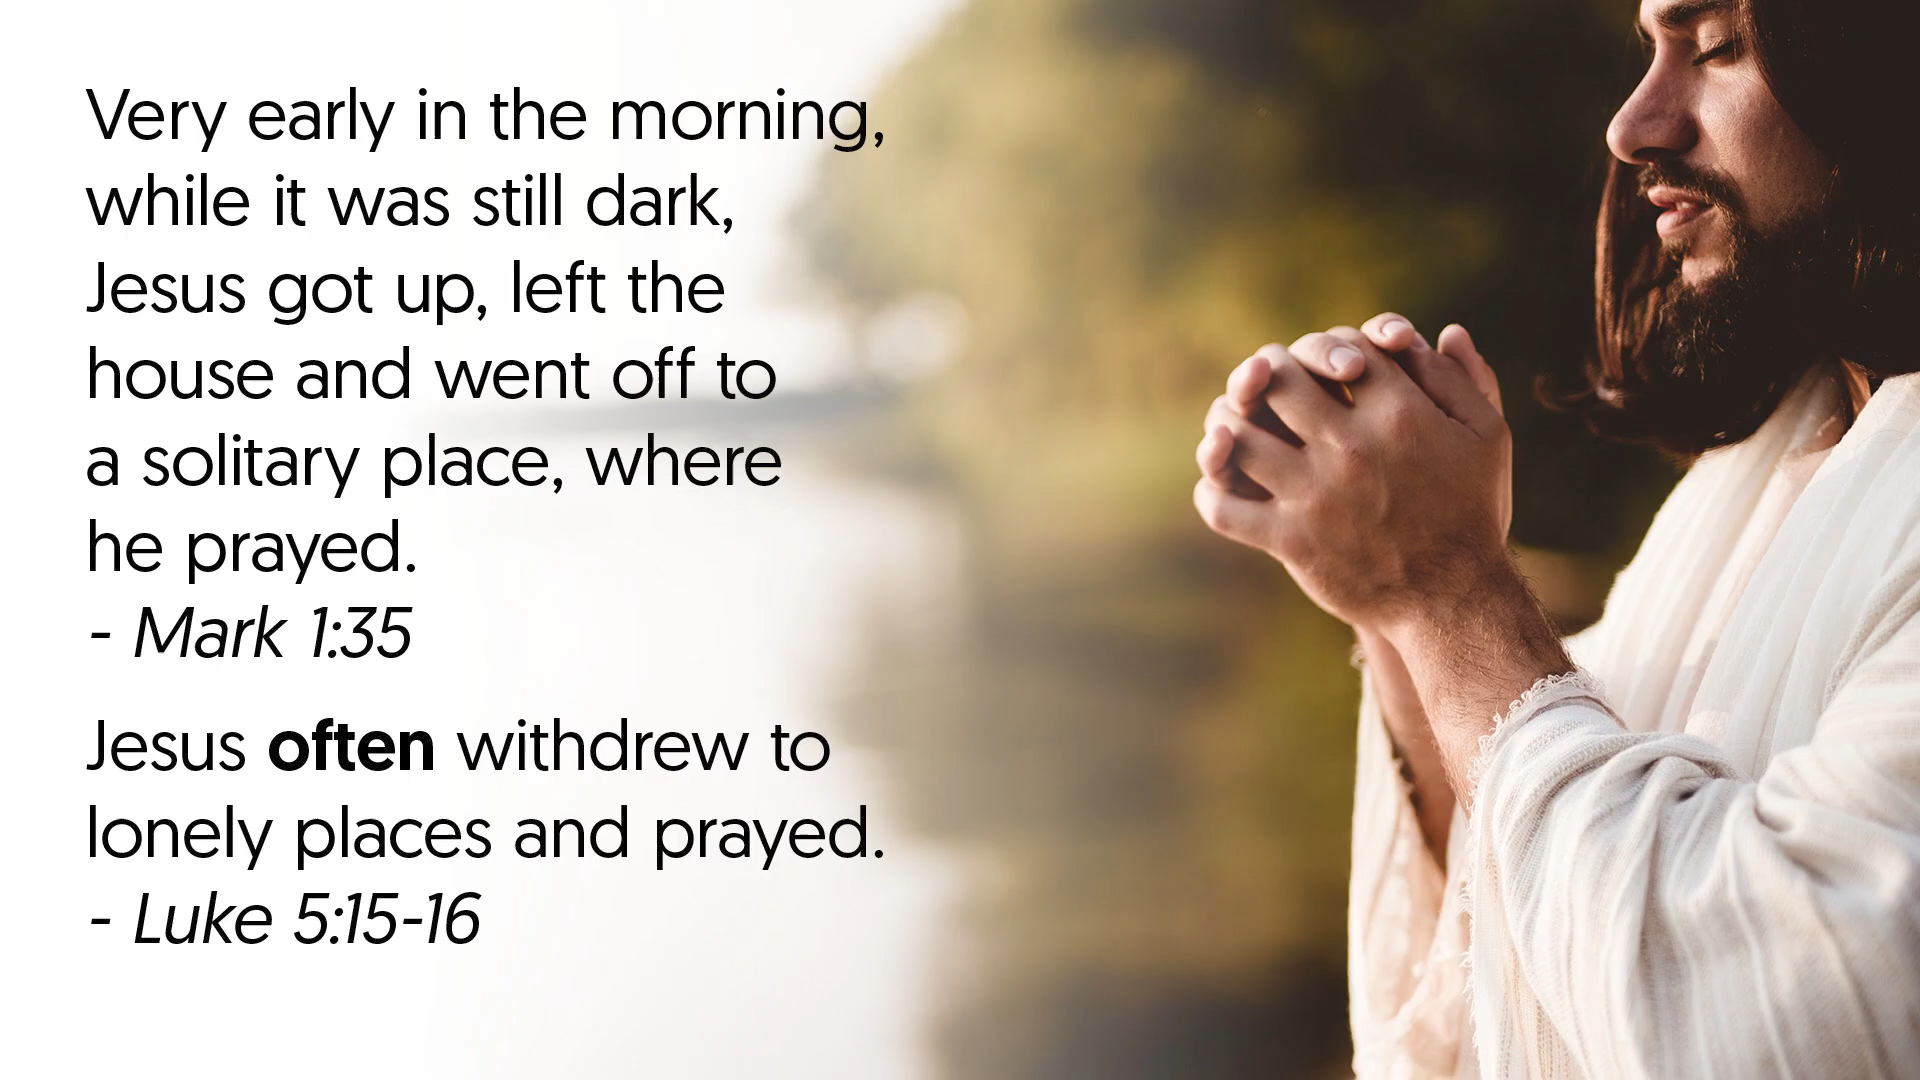 Very early in the morning,
while it was still dark,
Jesus got up, left the
house and went off to
a solitary place, where
he prayed.
- Mark 1:35
Jesus often withdrew to
lonely places and prayed.
- Luke 5:15-16